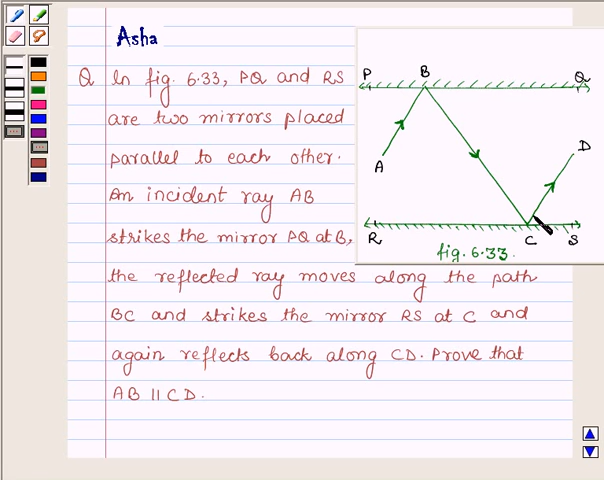 Asha
Q In fig. 6.33, PQ and RS
are two mirrors placed
parallel to each other.
An incident ray AB
strikes the mirror PQ at B,
the reflected ray moves along the path
BC and strikes the mirror RS at C and
again reflects back along CD. Prove that
AB || CD.
P B Q
A D
R C S
fig. 6.33